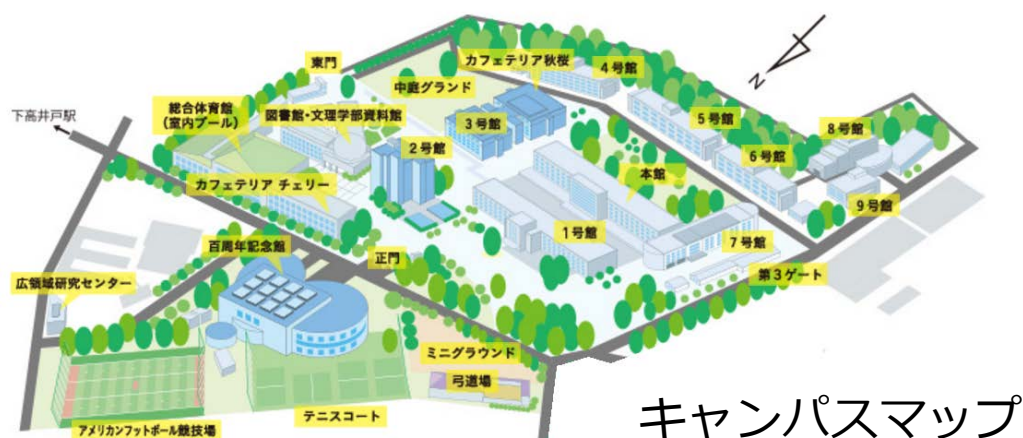 カフェテリア秋桜
東門
4号館
中庭グランド
総合体育館
(室内プール)
図書館・文理学部資料館
下高井戸駅
3号館
5号館
8号館
2号館
6号館
本館
カフェテリア チェリー
9号館
1号館
7号館
百周年記念館
正門
第3ゲート
広領域研究センター
ミニグラウンド
弓道場
テニスコート
アメリカンフットボール競技場
キャンパスマップ
N